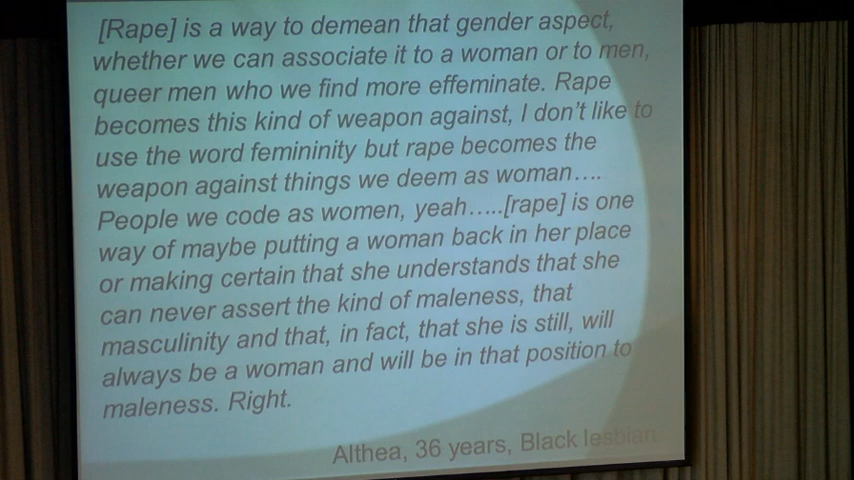 [Rape] is a way to demean that gender aspect,
whether we can associate it to a woman or to men,
queer men who we find more effeminate. Rape
becomes this kind of weapon against, I don't like to
use the word femininity but rape becomes the
weapon against things we deem as woman….
People we code as women, yeah…..[rape] is one
way of maybe putting a woman back in her place
or making certain that she understands that she
can never assert the kind of maleness, that
masculinity and that, in fact, that she is still, will
always be a woman and will be in that position to
maleness. Right.
Althea, 36 years, Black lesbian